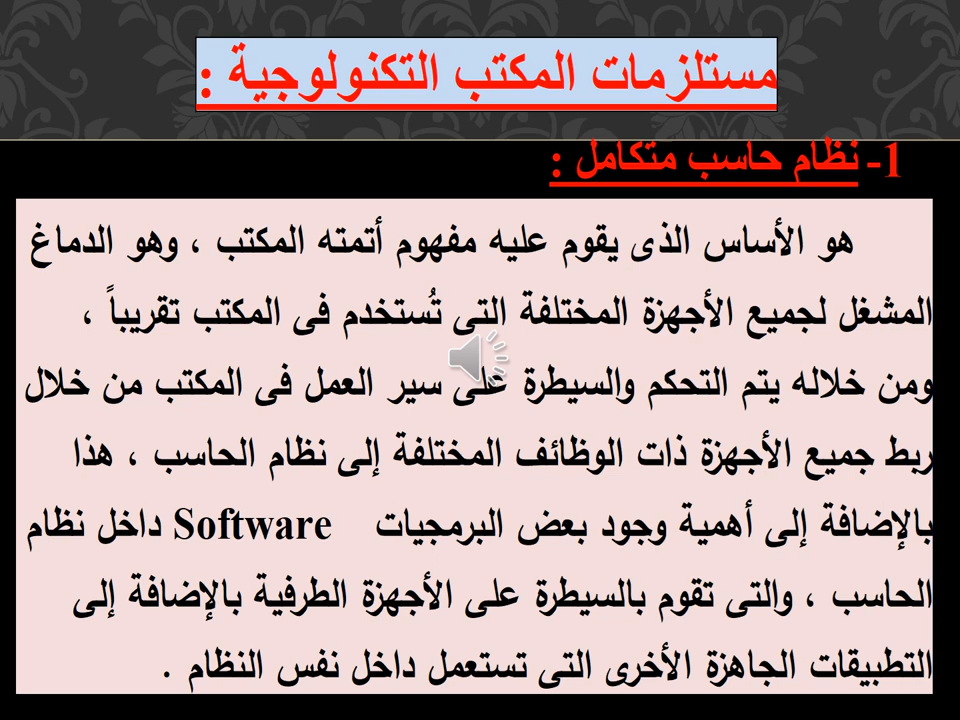 مستلزمات المكتب التكنولوجية :
1- نظام حاسب متكامل :
هو الأساس الذى يقوم عليه مفهوم أتمته المكتب ، وهو الدماغ
المشغل لجميع الأجهزة المختلفة التى تُستخدم فى المكتب تقريباً ،
ومن خلاله يتم التحكم والسيطرة على سير العمل فى المكتب من خلال
ربط جميع الأجهزة ذات الوظائف المختلفة إلى نظام الحاسب ، هذا
بالإضافة إلى أهمية وجود بعض البرمجيات Software داخل نظام
الحاسب ، والتى تقوم بالسيطرة على الأجهزة الطرفية بالإضافة إلى
التطبيقات الجاهزة الأخرى التى تستعمل داخل نفس النظام .